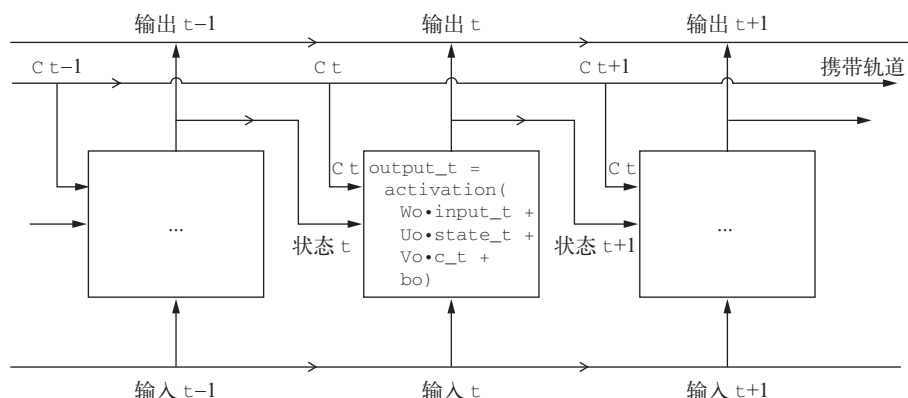 输出 t−1
输出 t
输出 t+1
C t−1
C t
C t+1
携带轨道
C t
C t
...
output_t =
activation(
Wo•input_t +
Uo•state_t +
Vo•c_t +
bo)
...
状态 t
状态 t+1
输入 t−1
输入 t
输入 t+1